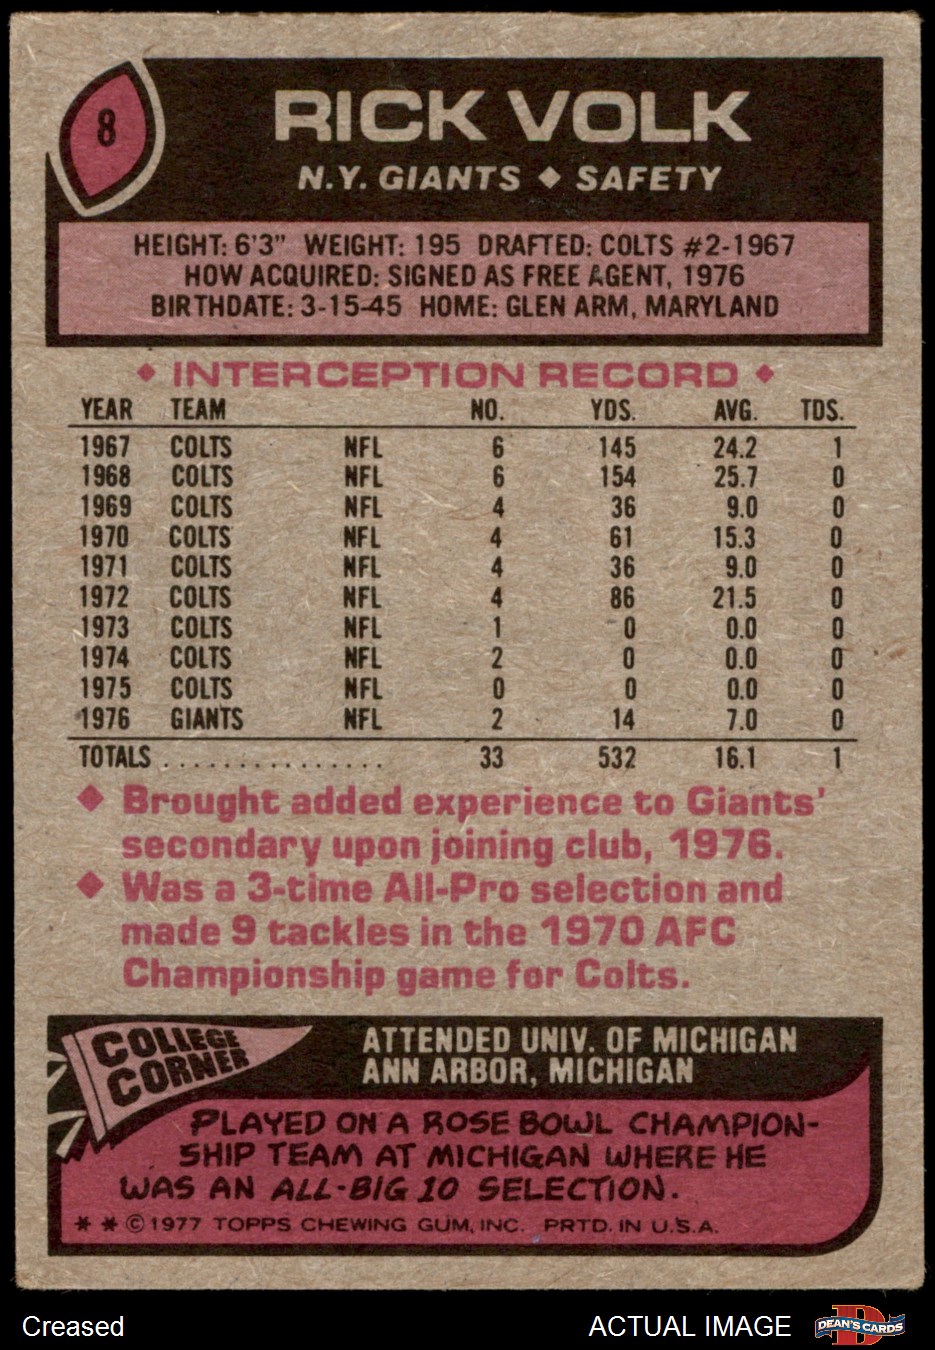 8
RICK VOLK
N.Y. GIANTS ◆ SAFETY
HEIGHT: 6'3" WEIGHT: 195 DRAFTED: COLTS #2-1967
HOW ACQUIRED: SIGNED AS FREE AGENT, 1976
BIRTHDATE: 3-15-45 HOME: GLEN ARM, MARYLAND
◆ INTERCEPTION RECORD ◆
YEAR TEAM NO. YDS. AVG. TDS.
1967 COLTS NFL 6 145 24.2 1
1968 COLTS NFL 6 154 25.7 0
1969 COLTS NFL 4 36 9.0 0
1970 COLTS NFL 4 61 15.3 0
1971 COLTS NFL 4 36 9.0 0
1972 COLTS NFL 4 86 21.5 0
1973 COLTS NFL 1 0 0.0 0
1974 COLTS NFL 2 0 0.0 0
1975 COLTS NFL 0 0 0.0 0
1976 GIANTS NFL 2 14 7.0 0
TOTALS . . . . . . . . . . . . . . . 33 532 16.1 1
◆ Brought added experience to Giants'
secondary upon joining club, 1976.
◆ Was a 3-time All-Pro selection and
made 9 tackles in the 1970 AFC
Championship game for Colts.
COLLEGE
CORNER
ATTENDED UNIV. OF MICHIGAN
ANN ARBOR, MICHIGAN
PLAYED ON A ROSE BOWL CHAMPION-
SHIP TEAM AT MICHIGAN WHERE HE
WAS AN ALL-BIG 10 SELECTION.
* * © 1977 TOPPS CHEWING GUM, INC. PRTD. IN U.S.A.
Creased
ACTUAL IMAGE
D
DEAN'S CARDS